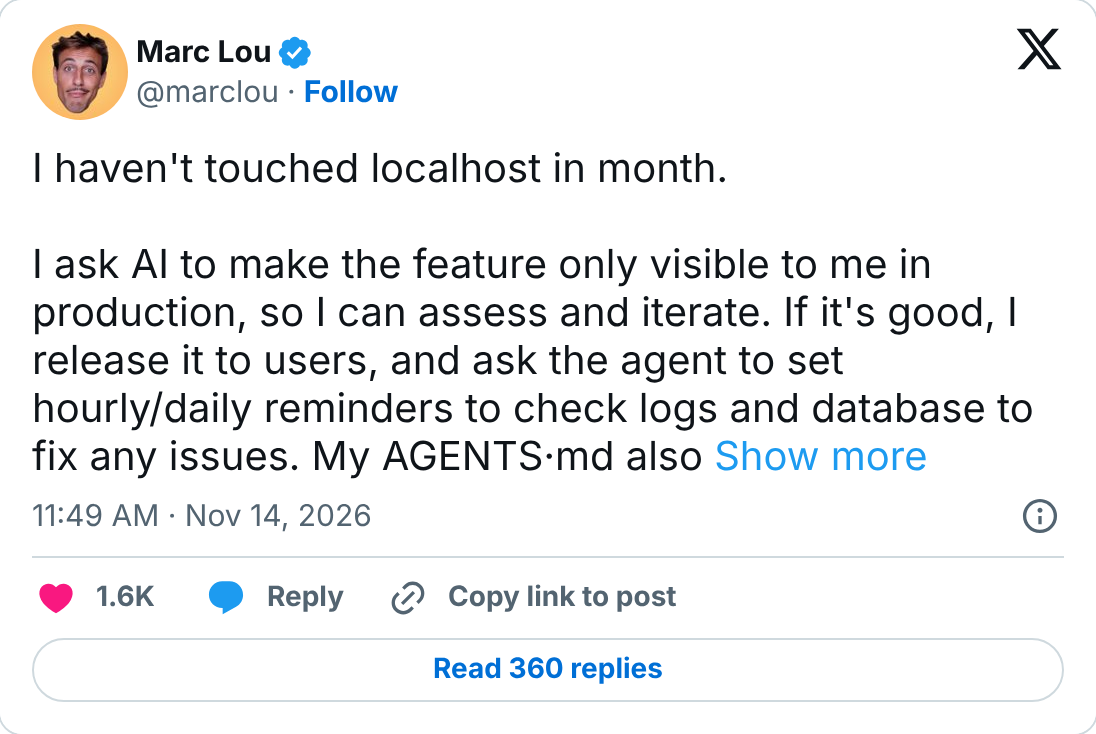 Marc Lou
@marclou · Follow
I haven't touched localhost in month.
I ask AI to make the feature only visible to me in
production, so I can assess and iterate. If it's good, I
release it to users, and ask the agent to set
hourly/daily reminders to check logs and database to
fix any issues. My AGENTS·md also Show more
11:49 AM · Nov 14, 2026
1.6K Reply Copy link to post
Read 360 replies